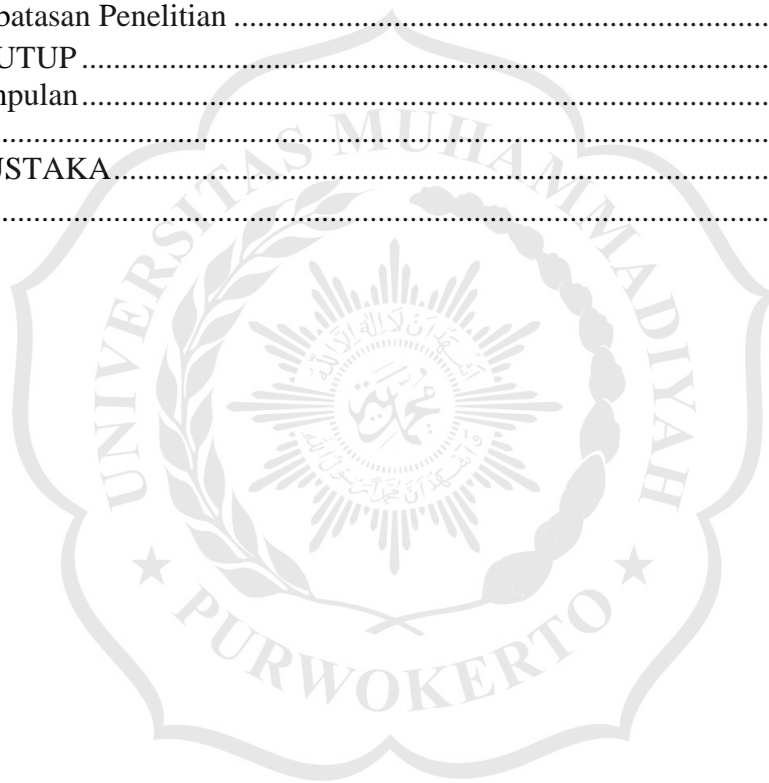 batasan Penelitian ........................................................................
UTUP ........................................................................................
npulan ........................................................................................
........................................................................................
USTAKA ........................................................................................
........................................................................................
UNIVERSITAS MUHAMMADIYAH
PURWOKERTO